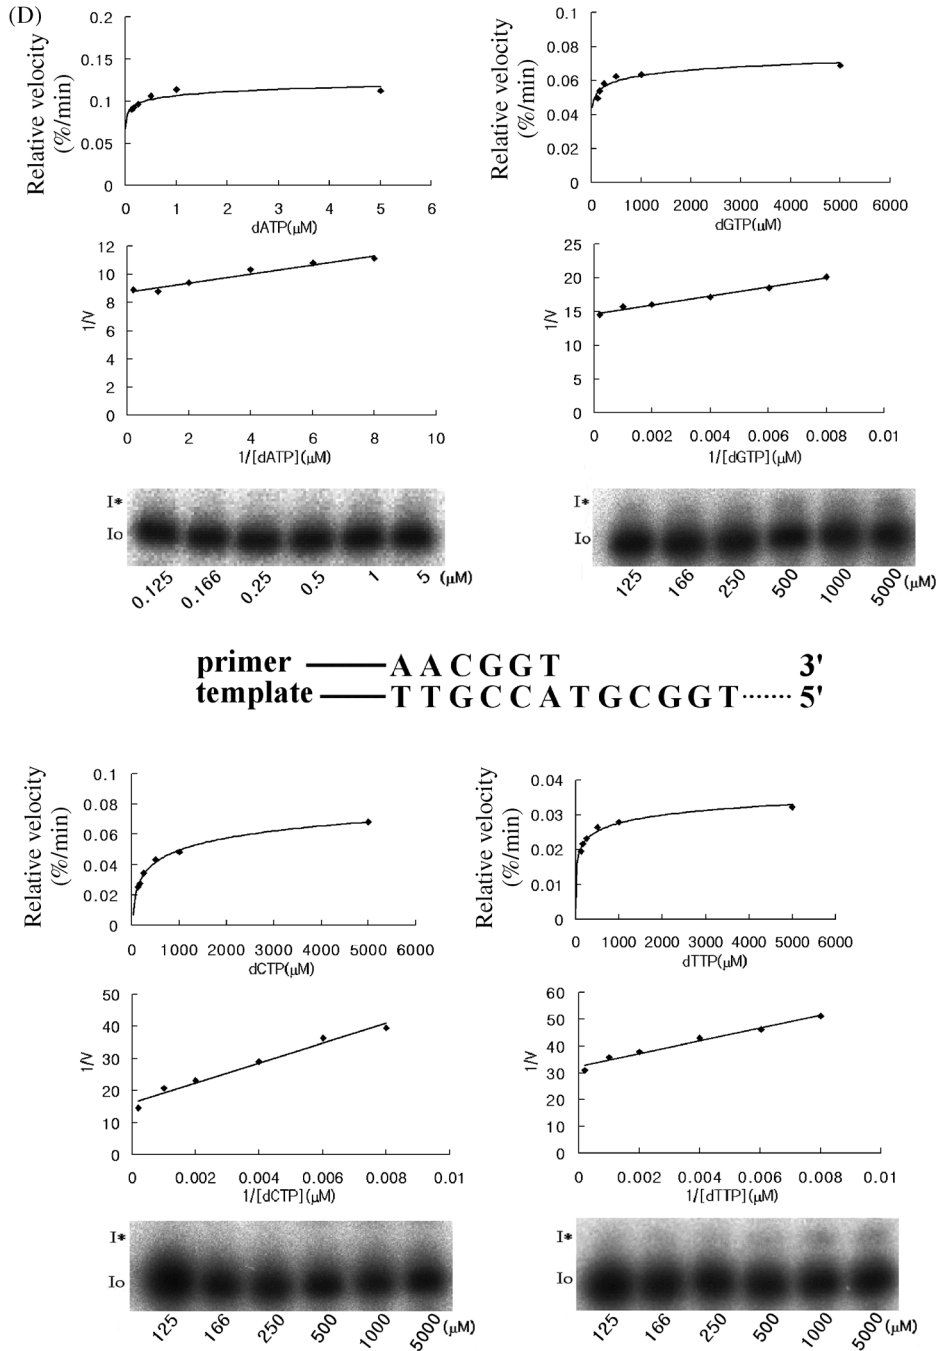 (D)
Relative velocity
(%/min)
0.2
0.15
0.1
0.05
0
0 1 2 3 4 5 6
dATP(μM)
Relative velocity
(%/min)
0.1
0.08
0.06
0.04
0.02
0
0 1000 2000 3000 4000 5000 6000
dGTP(μM)
1/V
12
10
8
6
4
2
0
0 2 4 6 8 10
1/[dATP](μM)
1/V
25
20
15
10
5
0
0 0.002 0.004 0.006 0.008 0.01
1/[dGTP](μM)
I*
Io
0.125 0.166 0.25 0.5 1 5 (μM)
I*
Io
125 166 250 500 1000 5000 (μM)
primer A A C G G T 3'
template T T G C C A T G C G G T ....... 5'
Relative velocity
(%/min)
0.1
0.08
0.06
0.04
0.02
0
0 1000 2000 3000 4000 5000 6000
dCTP(μM)
Relative velocity
(%/min)
0.04
0.03
0.02
0.01
0
0 1000 2000 3000 4000 5000 6000
dTTP(μM)
1/V
50
40
30
20
10
0
0 0.002 0.004 0.006 0.008 0.01
1/[dCTP](μM)
1/V
60
50
40
30
20
10
0
0 0.002 0.004 0.006 0.008 0.01
1/[dTTP](μM)
I*
Io
125 166 250 500 1000 5000 (μM)
I*
Io
125 166 250 500 1000 5000 (μM)